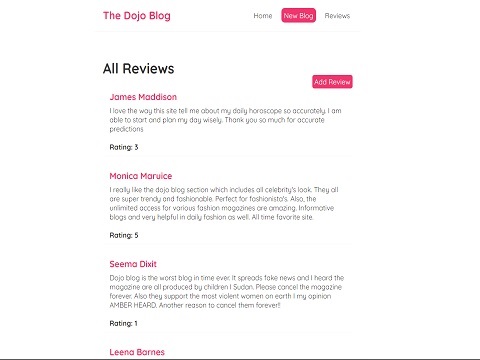 The Dojo Blog
Home New Blog Reviews
All Reviews
Add Review
James Maddison
I love the way this site tell me about my daily horoscope so accurately. I am
able to start and plan my day wisely. Thank you so much for accurate
predictions
Rating: 3
Monica Maruice
I really like the dojo blog section which includes all celebrity's look. They all
are super trendy and fashionable. Perfect for fashionista's. Also, the
unlimited access for various fashion magazines are amazing. Informative
blogs and very helpful in daily fashion as well. All time favorite site.
Rating: 5
Seema Dixit
Dojo blog is the worst blog in time ever. It spreads fake news and I heard the
magazine are all produced by children I Sudan. Please cancel the magazine
forever. Also they support the most violent women on earth I my opinion
AMBER HEARD. Another reason to cancel them forever!!
Rating: 1
Leena Barnes